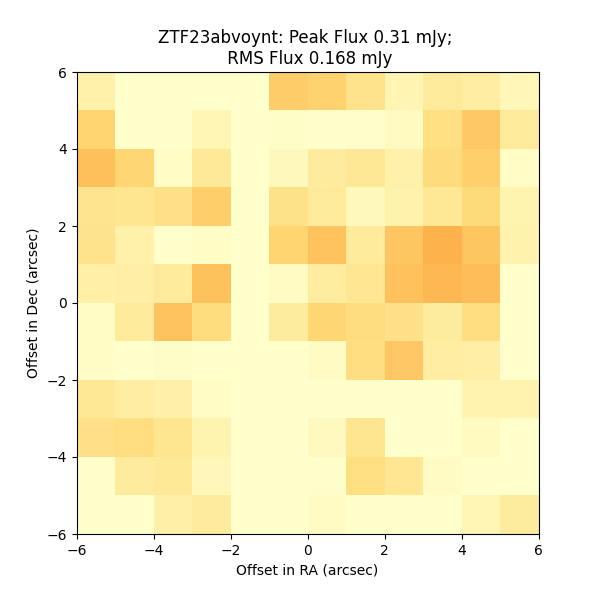 ZTF23abvoynt: Peak Flux 0.31 mJy;
RMS Flux 0.168 mJy
6
4
2
0
−2
−4
−6
Offset in Dec (arcsec)
−6 −4 −2 0 2 4 6
Offset in RA (arcsec)